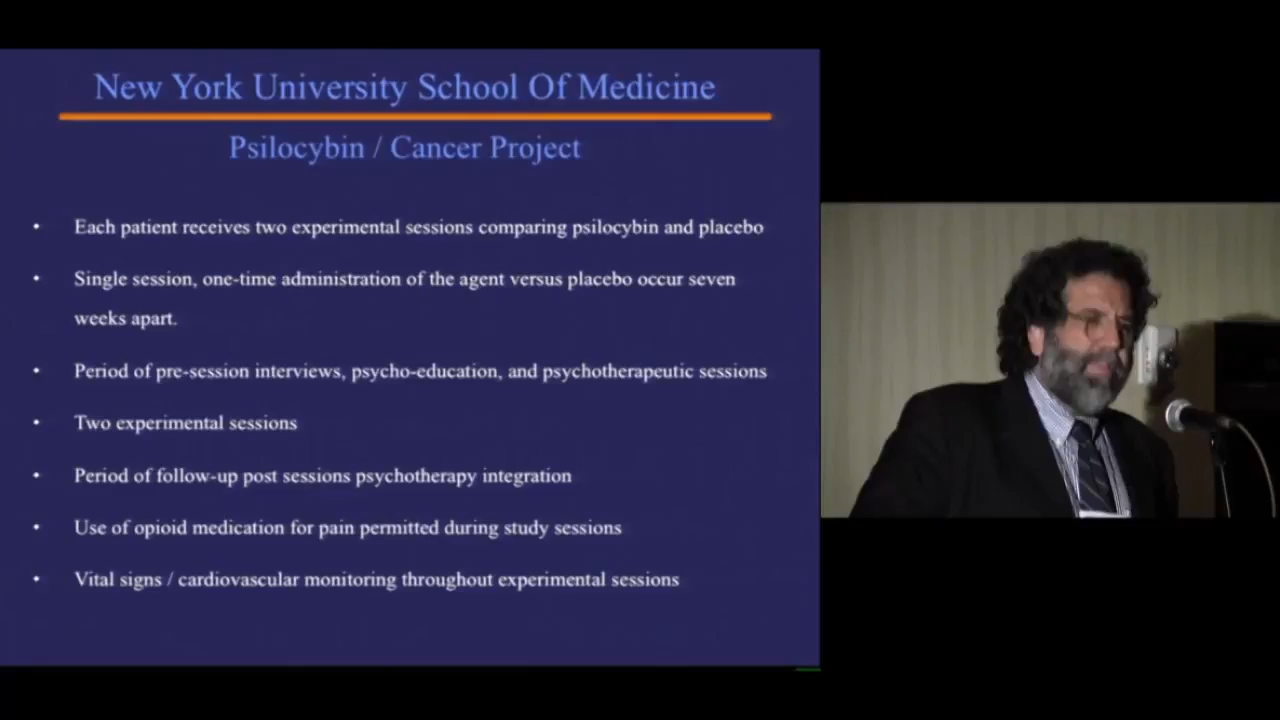 New York University School Of Medicine
Psilocybin / Cancer Project
• Each patient receives two experimental sessions comparing psilocybin and placebo
• Single session, one-time administration of the agent versus placebo occur seven
weeks apart.
• Period of pre-session interviews, psycho-education, and psychotherapeutic sessions
• Two experimental sessions
• Period of follow-up post sessions psychotherapy integration
• Use of opioid medication for pain permitted during study sessions
• Vital signs / cardiovascular monitoring throughout experimental sessions